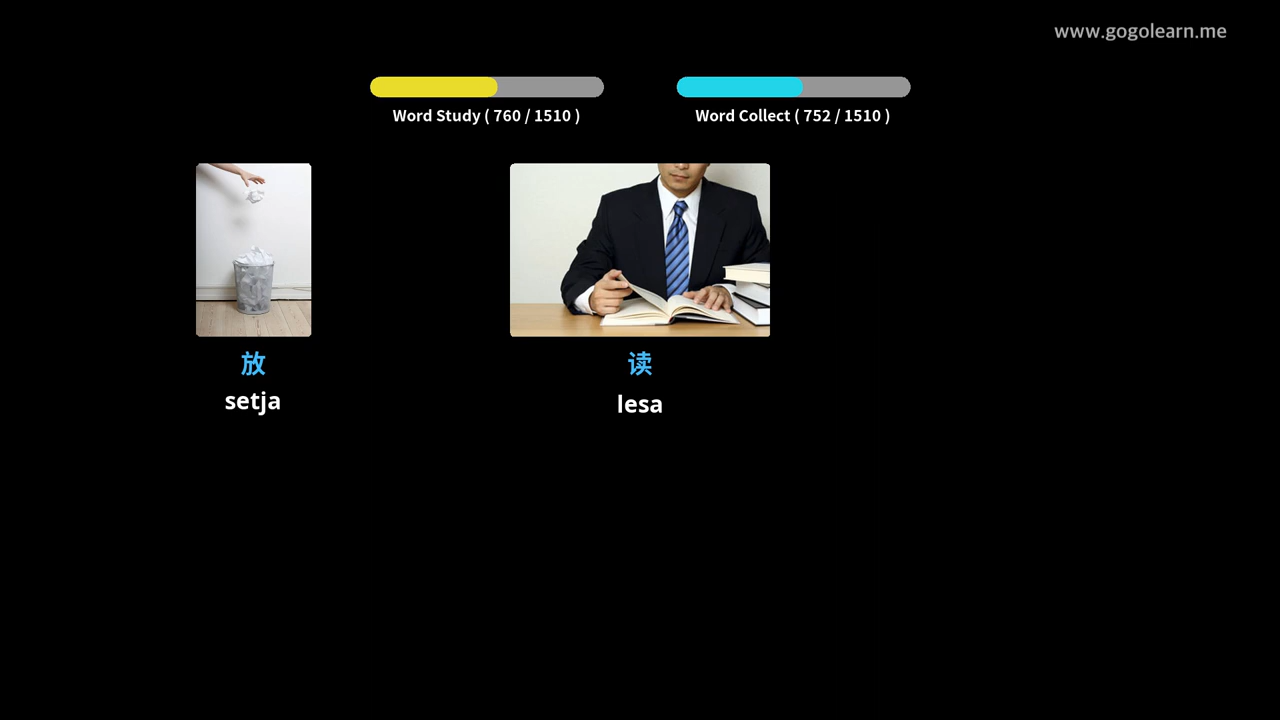 www.gogolearn.me
Word Study ( 760 / 1510 )
Word Collect ( 752 / 1510 )
放
setja
读
lesa